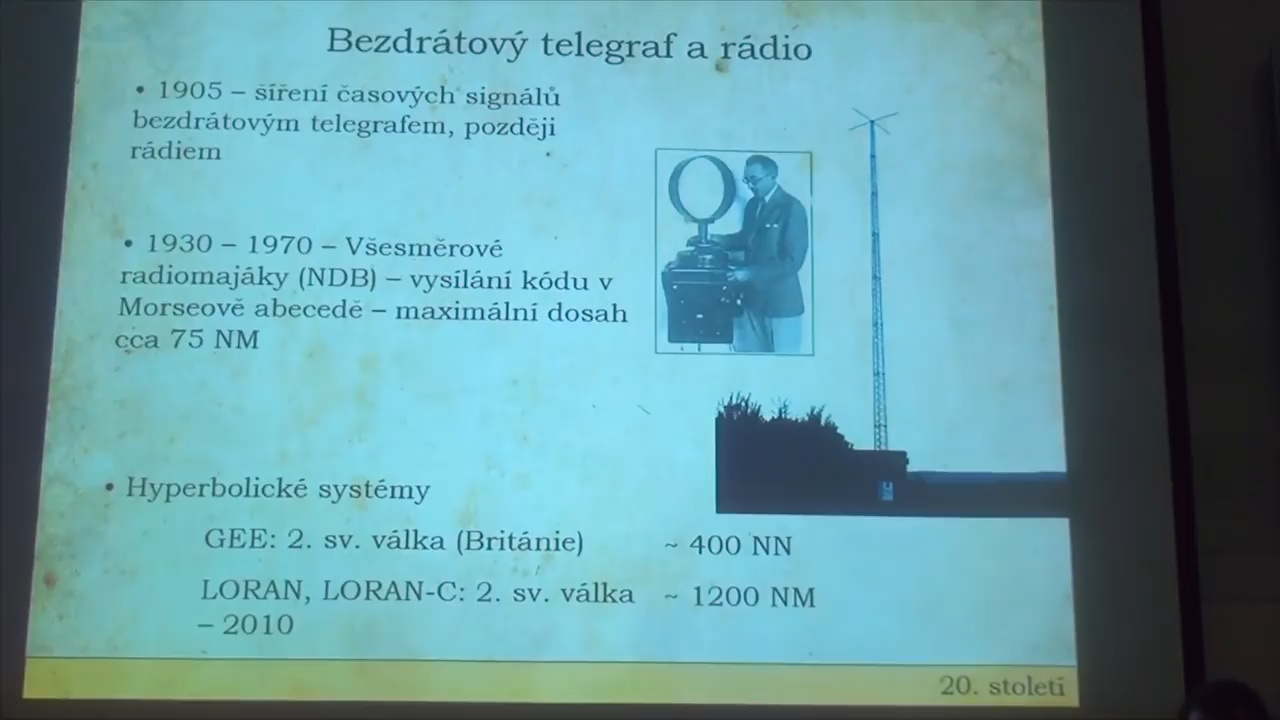 Bezdrátový telegraf a rádio
• 1905 – šíření časových signálů
bezdrátovým telegrafem, později
rádiem
• 1930 – 1970 – Všesměrové
radiomajáky (NDB) – vysílání kódu v
Morseově abecedě – maximální dosah
cca 75 NM
• Hyperbolické systémy
GEE: 2. sv. válka (Británie) ~ 400 NN
LORAN, LORAN-C: 2. sv. válka ~ 1200 NM
– 2010
20. století